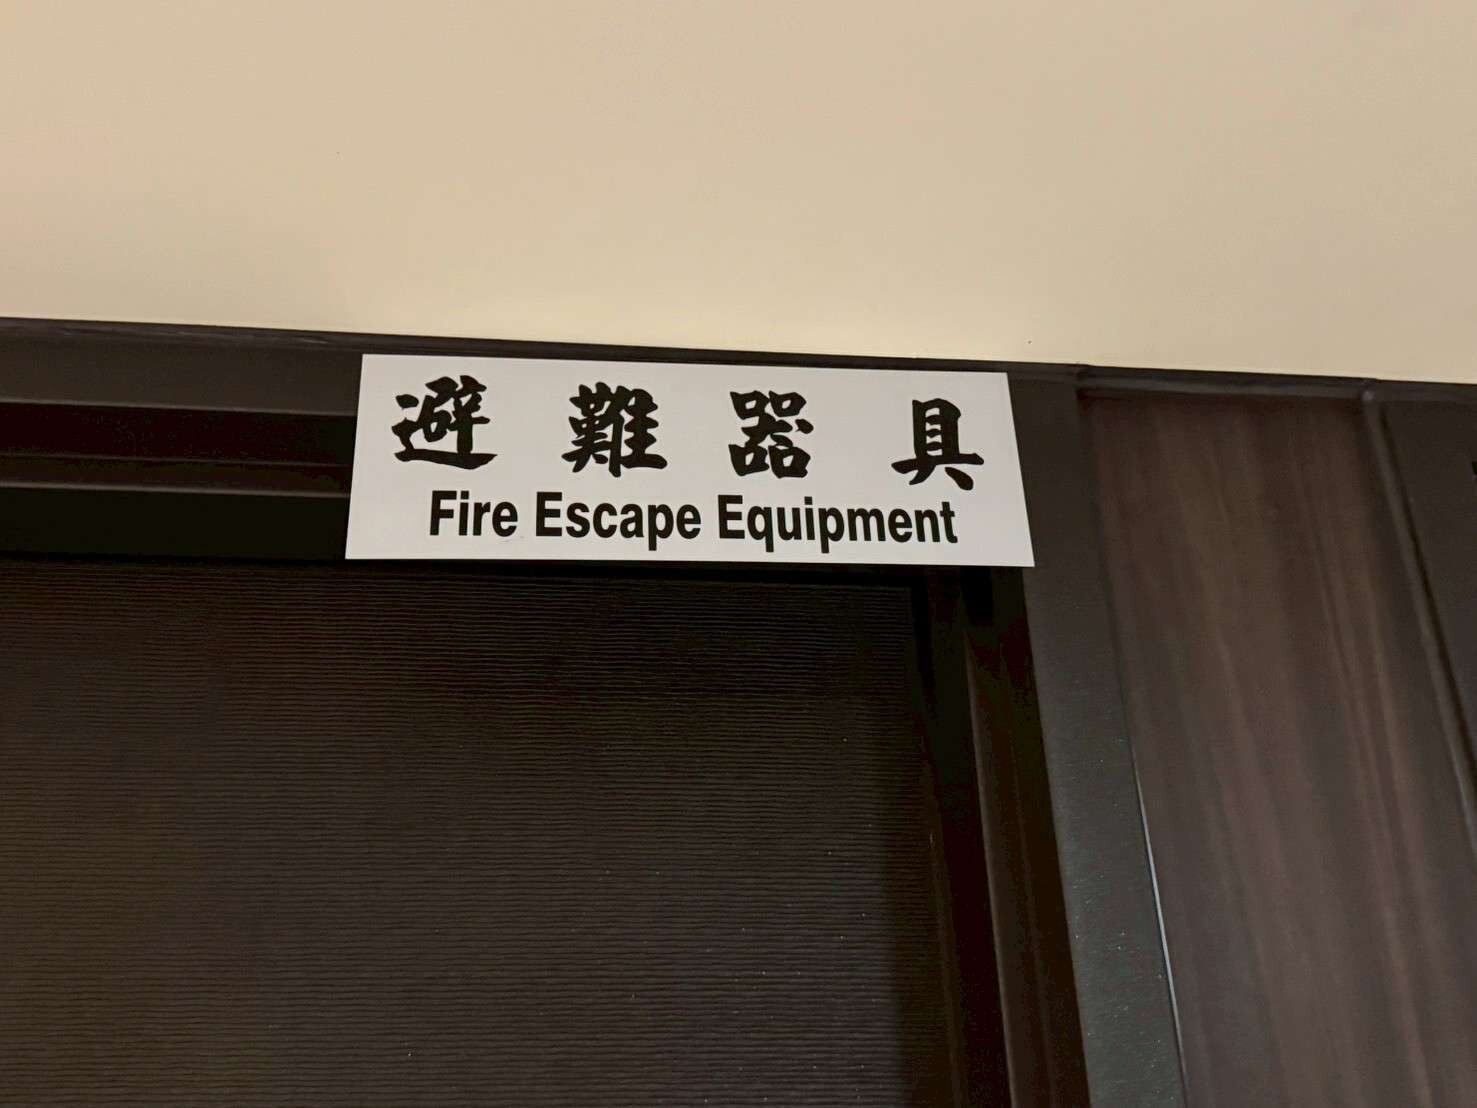 避難器具
Fire Escape Equipment